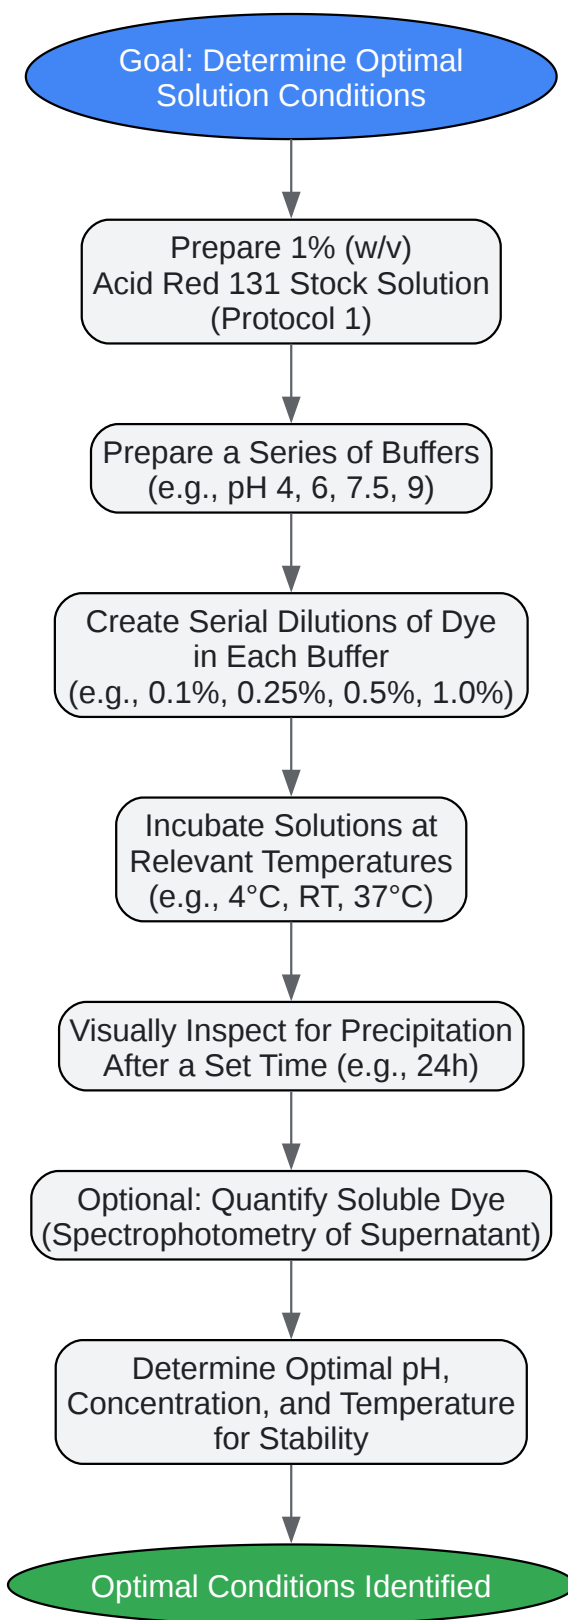 Goal: Determine Optimal
Solution Conditions
Prepare 1% (w/v)
Acid Red 131 Stock Solution
(Protocol 1)
Prepare a Series of Buffers
(e.g., pH 4, 6, 7.5, 9)
Create Serial Dilutions of Dye
in Each Buffer
(e.g., 0.1%, 0.25%, 0.5%, 1.0%)
Incubate Solutions at
Relevant Temperatures
(e.g., 4°C, RT, 37°C)
Visually Inspect for Precipitation
After a Set Time (e.g., 24h)
Optional: Quantify Soluble Dye
(Spectrophotometry of Supernatant)
Determine Optimal pH,
Concentration, and Temperature
for Stability
Optimal Conditions Identified